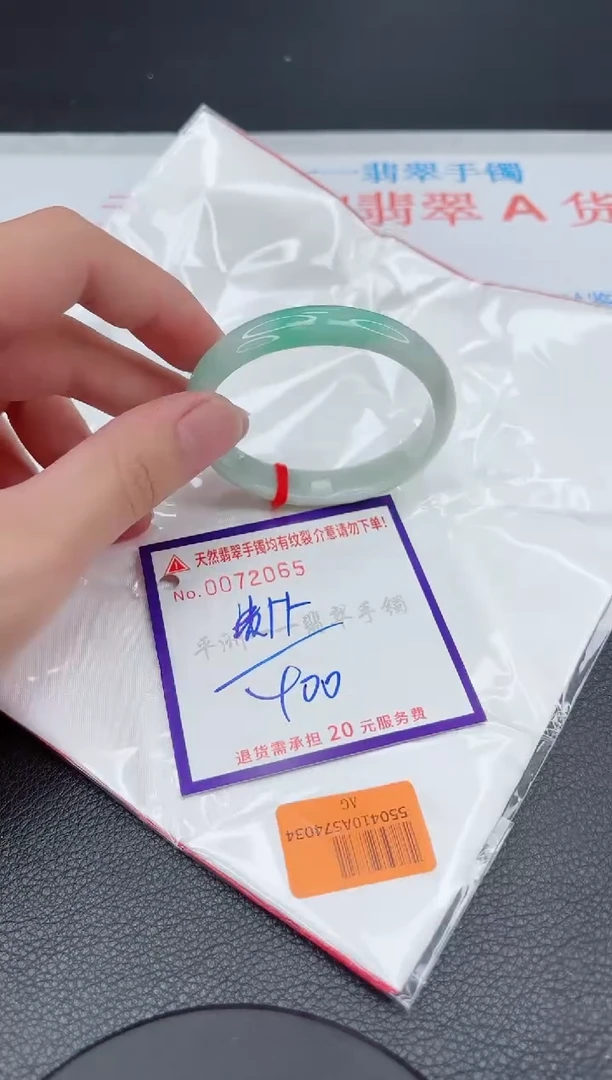 翡翠手镯
翡翠 A 货
天然翡翠手镯均有纹裂介意请勿下单!
No.0072065
平洲 一翡翠手镯
400
退货需承担 20 元服务费
AG
550410A574034